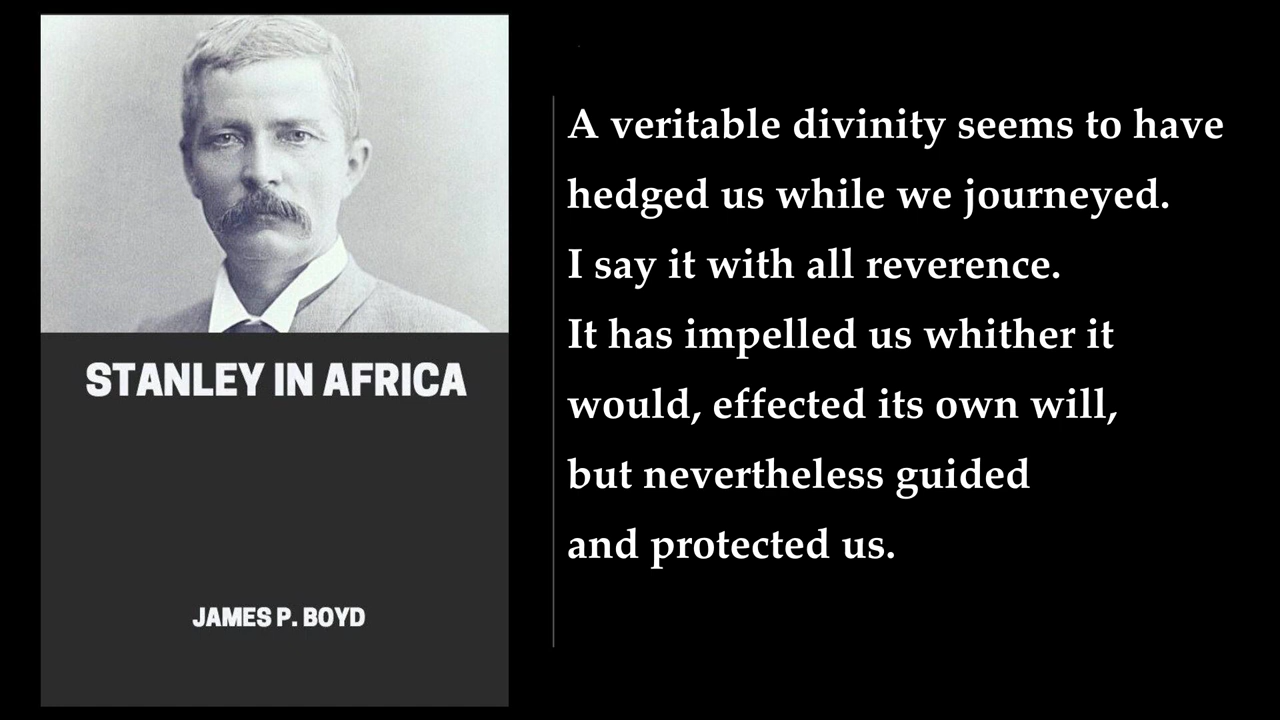 STANLEY IN AFRICA
JAMES P. BOYD
A veritable divinity seems to have
hedged us while we journeyed.
I say it with all reverence.
It has impelled us whither it
would, effected its own will,
but nevertheless guided
and protected us.